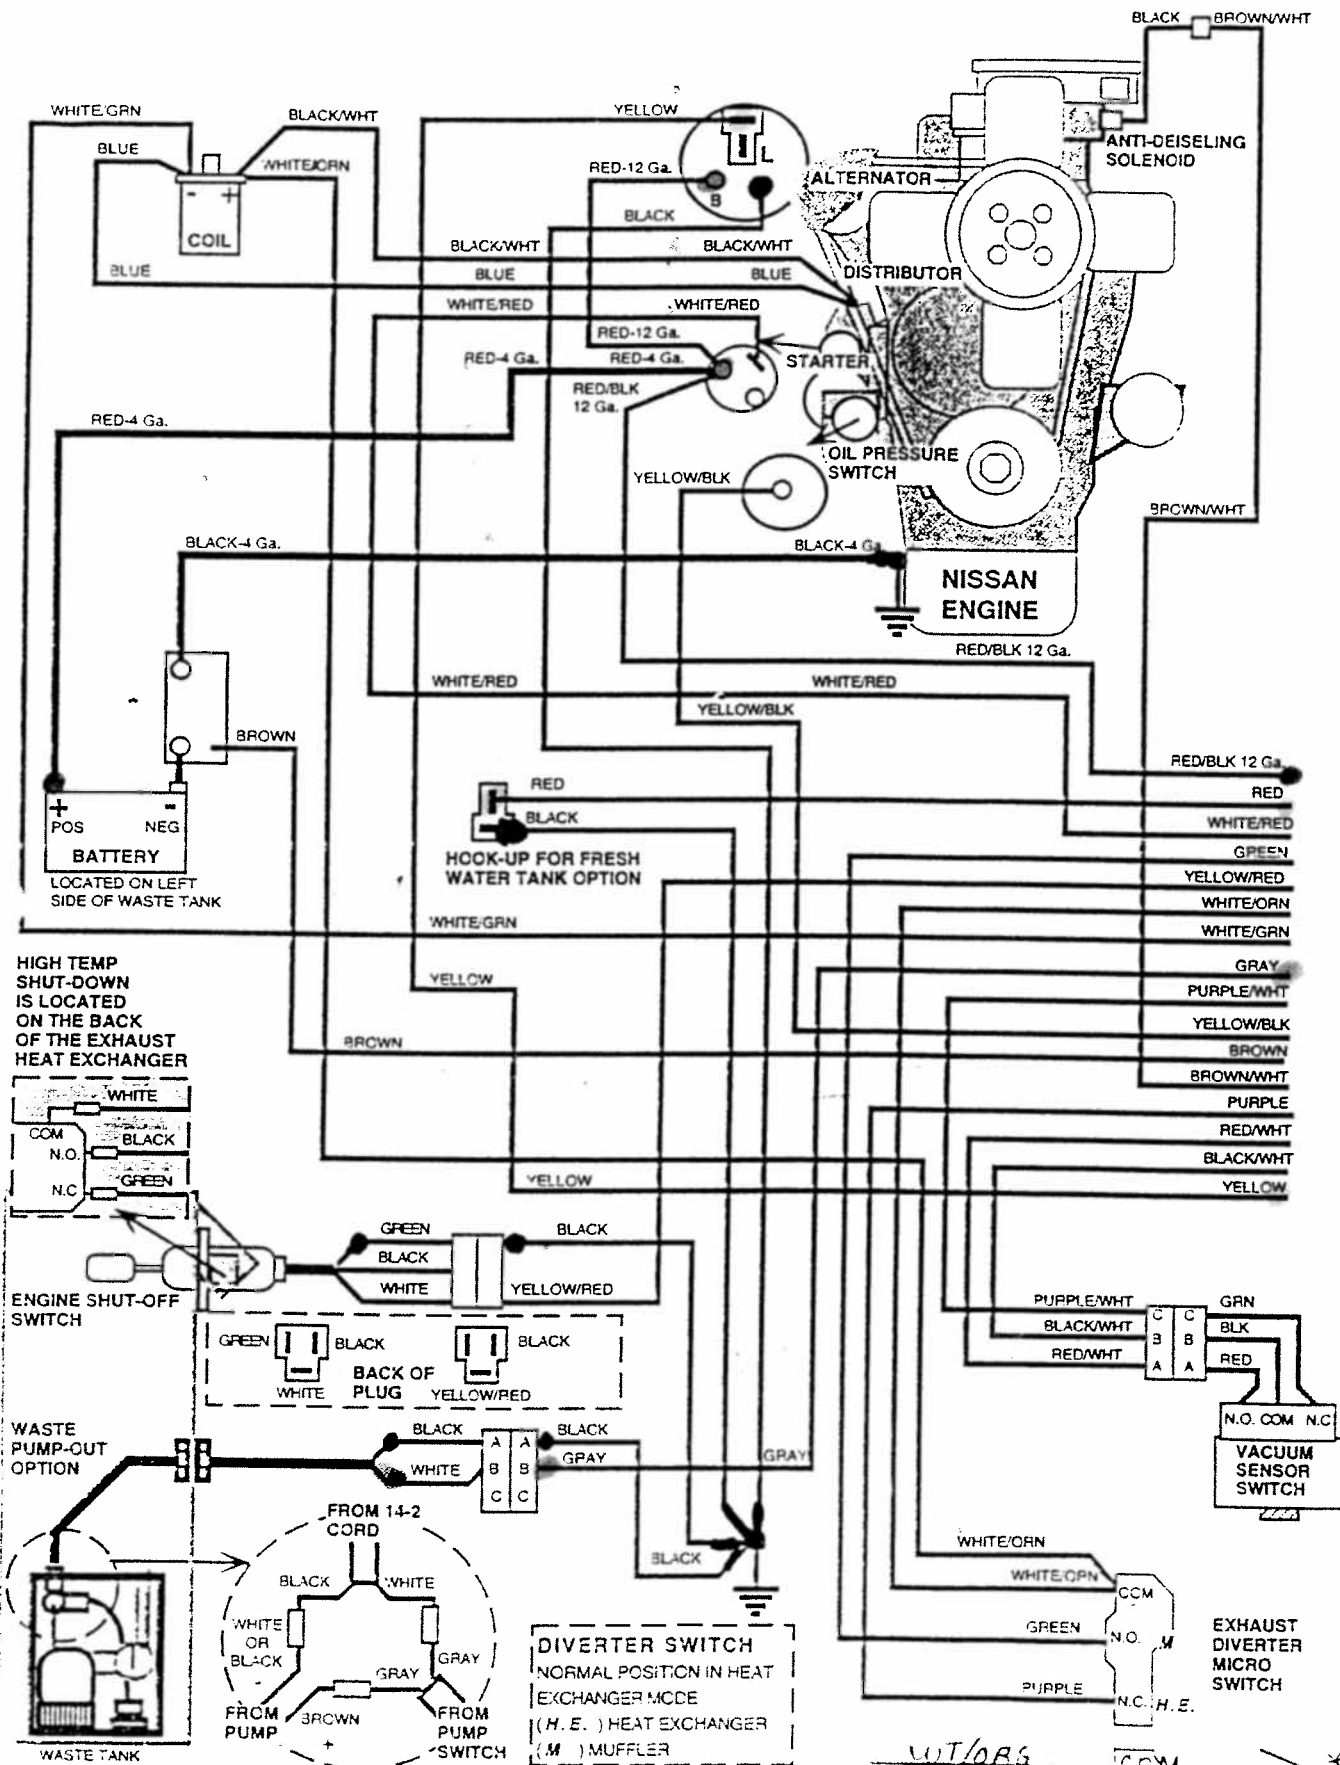 BLACK
BROWN/WHT
WHITE/GRN
BLACK/WHT
YELLOW
BLUE
WHITE/ORN
L
ANTI-DEISELING
SOLENOID
RED-12 Ga.
ALTERNATOR
B
- +
COIL
BLACK
BLACK/WHT
BLACK/WHT
BLUE
BLUE
BLUE
DISTRIBUTOR
WHITE/RED
WHITE/RED
RED-12 Ga.
RED-4 Ga.
RED-4 Ga.
STARTER
RED/BLK
12 Ga.
RED-4 Ga.
OIL PRESSURE
SWITCH
YELLOW/BLK
BROWN/WHT
BLACK-4 Ga.
BLACK-4 Ga.
NISSAN
ENGINE
RED/BLK 12 Ga.
WHITE/RED
WHITE/RED
YELLOW/BLK
BROWN
RED/BLK 12 Ga.
RED
RED
+ -
POS NEG
BATTERY
BLACK
WHITE/RED
HOOK-UP FOR FRESH
WATER TANK OPTION
GREEN
LOCATED ON LEFT
SIDE OF WASTE TANK
YELLOW/RED
WHITE/ORN
WHITE/GRN
WHITE/GRN
HIGH TEMP
SHUT-DOWN
IS LOCATED
ON THE BACK
OF THE EXHAUST
HEAT EXCHANGER
GRAY
YELLOW
PURPLE/WHT
YELLOW/BLK
BROWN
BROWN
BROWN/WHT
WHITE
PURPLE
COM
BLACK
N.O.
RED/WHT
BLACK/WHT
GREEN
N.C
YELLOW
YELLOW
GREEN
BLACK
BLACK
WHITE
YELLOW/RED
ENGINE SHUT-OFF
SWITCH
PURPLE/WHT
C C
GRN
BLACK/WHT
B B
BLK
RED/WHT
A A
RED
GREEN
BLACK
BLACK
BACK OF
PLUG
WHITE
YELLOW/RED
N.O. COM N.C
VACUUM
SENSOR
SWITCH
WASTE
PUMP-OUT
OPTION
BLACK
A A
BLACK
WHITE
B B
GRAY
GRAY
C C
FROM 14-2
CORD
BLACK
WHITE
BLACK
WHITE/ORN
WHITE/ORN
COM
WHITE
OR
BLACK
GREEN
N.O.
M
EXHAUST
DIVERTER
MICRO
SWITCH
GRAY
GRAY
BROWN
FROM
PUMP
FROM
PUMP
SWITCH
+
PURPLE
N.C.
H.E.
DIVERTER SWITCH
NORMAL POSITION IN HEAT
EXCHANGER MODE
(H.E. ) HEAT EXCHANGER
(M ) MUFFLER
WASTE TANK
WT/ORG
COM